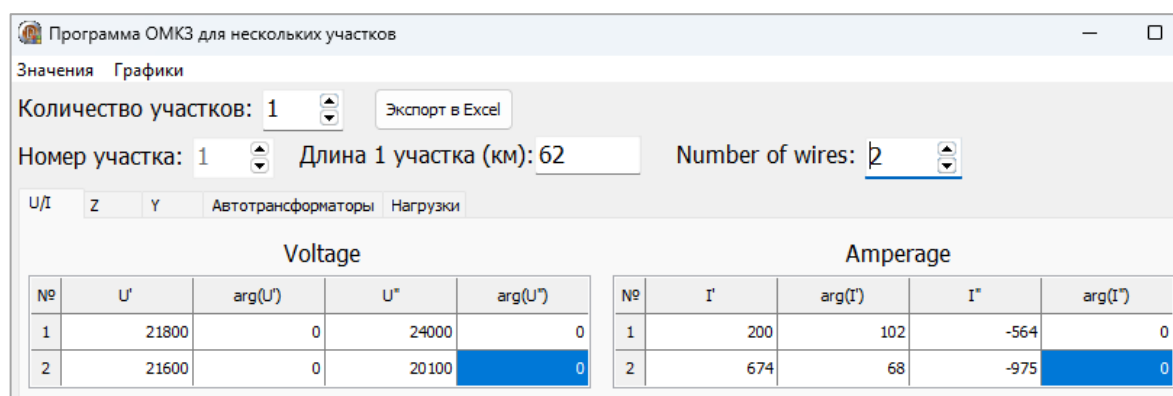 Программа ОМКЗ для нескольких участков
Значения Графики
Количество участков: 1 Экспорт в Excel
Номер участка: 1 Длина 1 участка (км): 62 Number of wires: 2
U/I Z Y Автотрансформаторы Нагрузки
Voltage Amperage
№ U' arg(U') U" arg(U") № I' arg(I') I" arg(I")
1 21800 0 24000 0 1 200 102 -564 0
2 21600 0 20100 0 2 674 68 -975 0